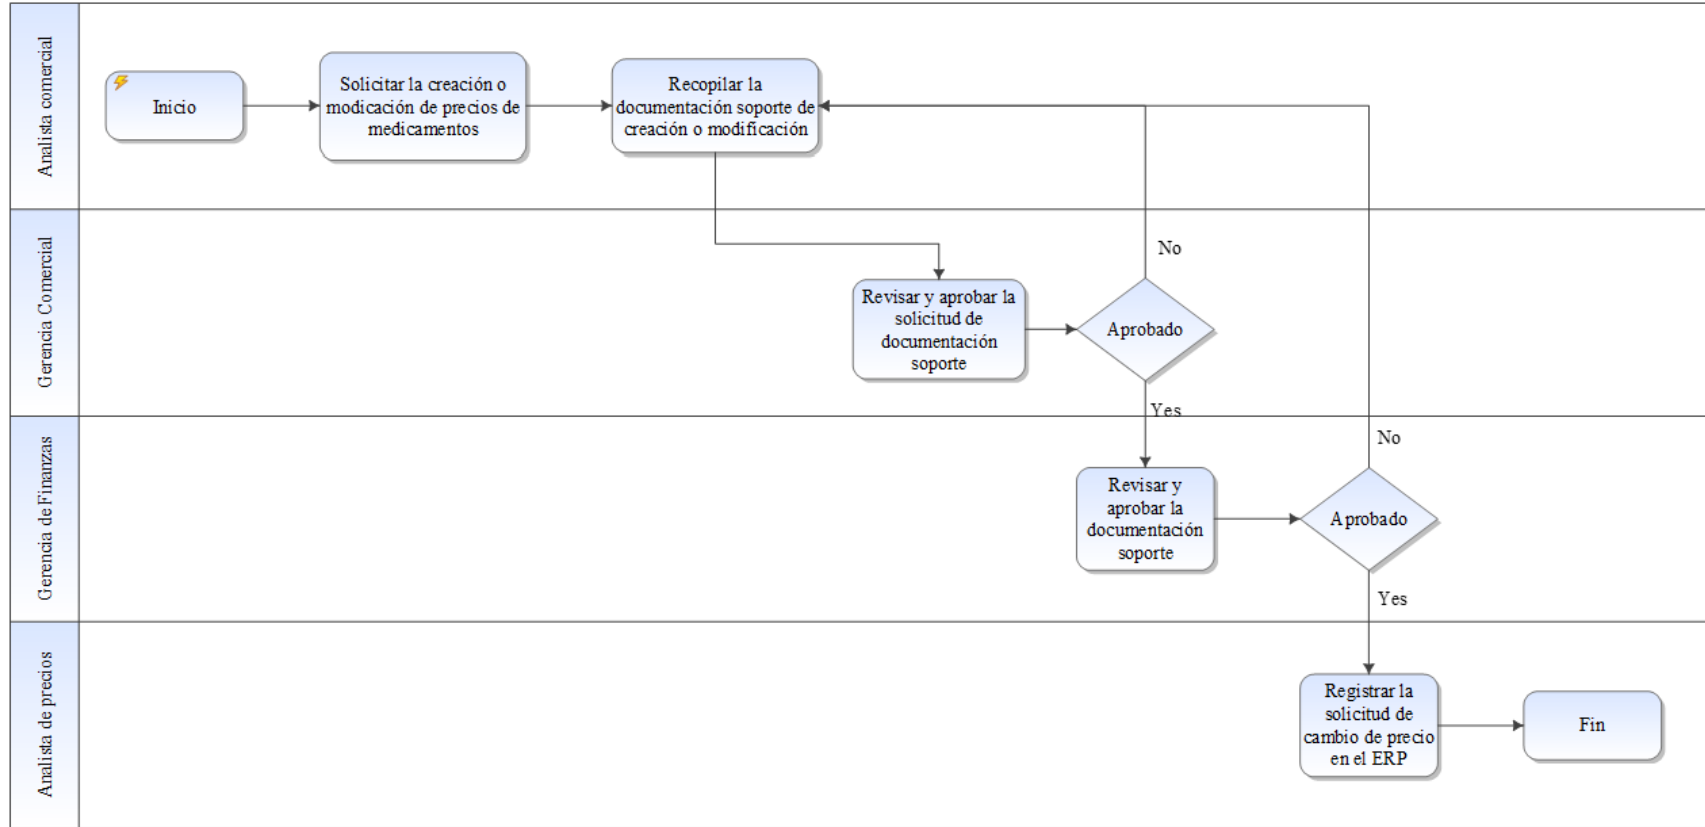 Analista comercial
Inicio
Solicitar la creación o
modicación de precios de
medicamentos
Recopilar la
documentación soporte de
creación o modificación
Gerencia Comercial
No
Revisar y aprobar la
solicitud de
documentación
soporte
Aprobado
Yes
Gerencia de Finanzas
No
Revisar y
aprobar la
documentación
soporte
Aprobado
Yes
Analista de precios
Registrar la
solicitud de
cambio de precio
en el ERP
Fin